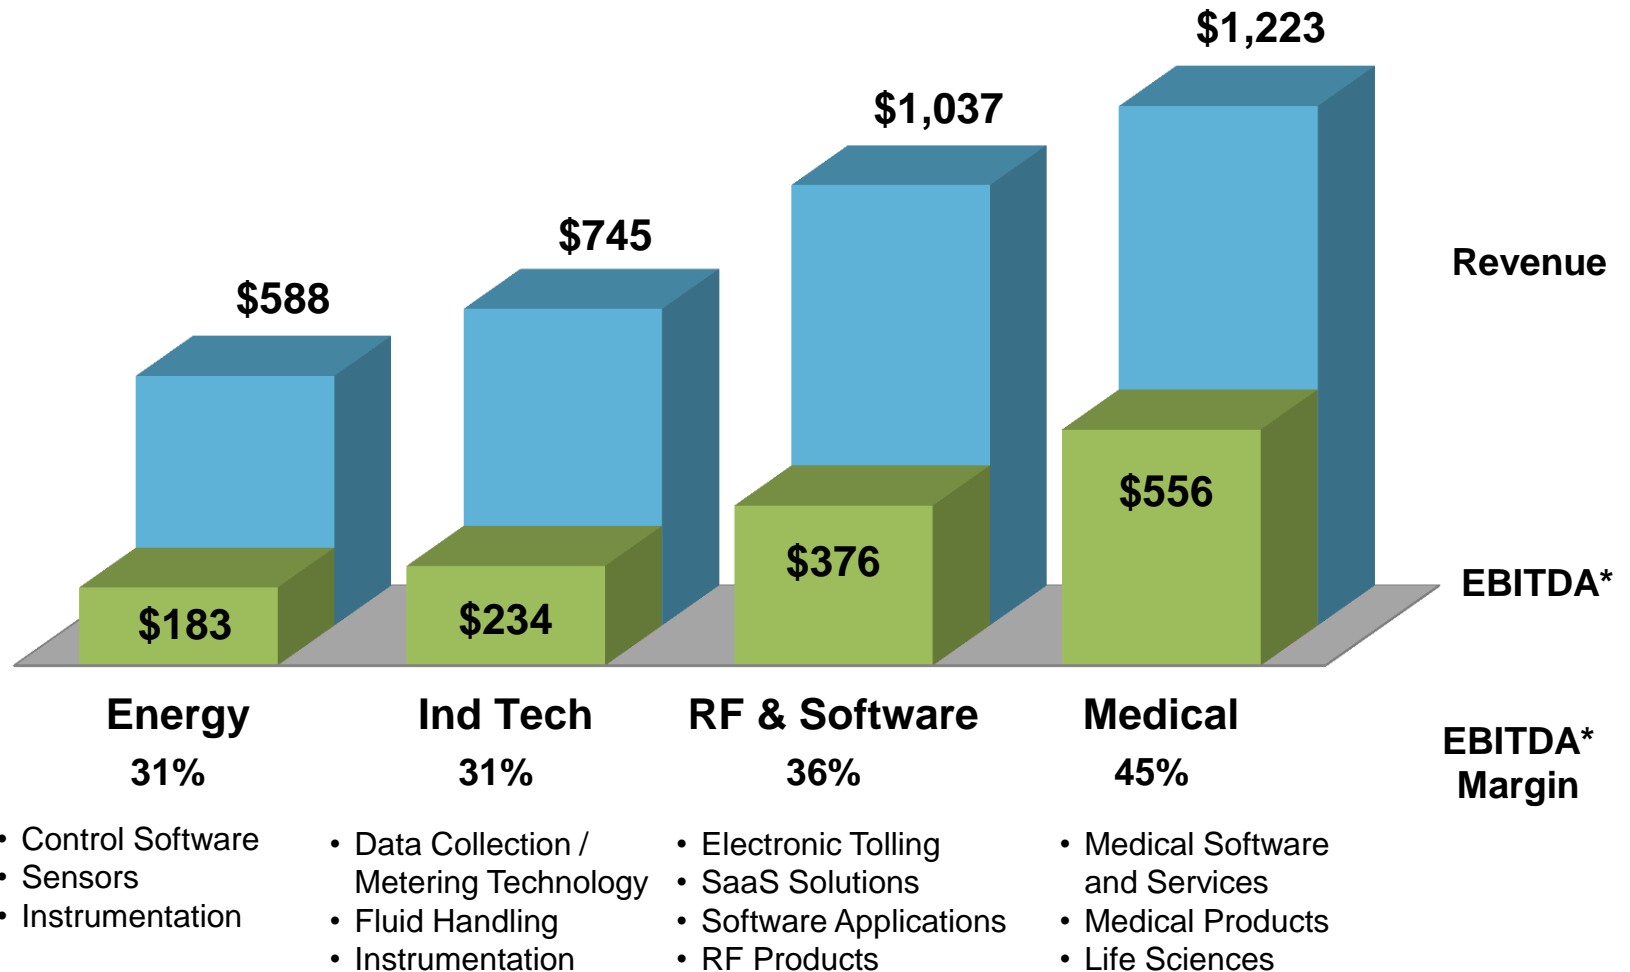 $1,223
$1,037
$745
$588
Revenue
$556
$376
EBITDA*
$234
$183
Energy
Ind Tech
RF & Software
Medical
EBITDA*
Margin
31%
31%
36%
45%
• Control Software
• Sensors
• Instrumentation
• Data Collection /
Metering Technology
• Fluid Handling
• Instrumentation
• Electronic Tolling
• SaaS Solutions
• Software Applications
• RF Products
• Medical Software
and Services
• Medical Products
• Life Sciences